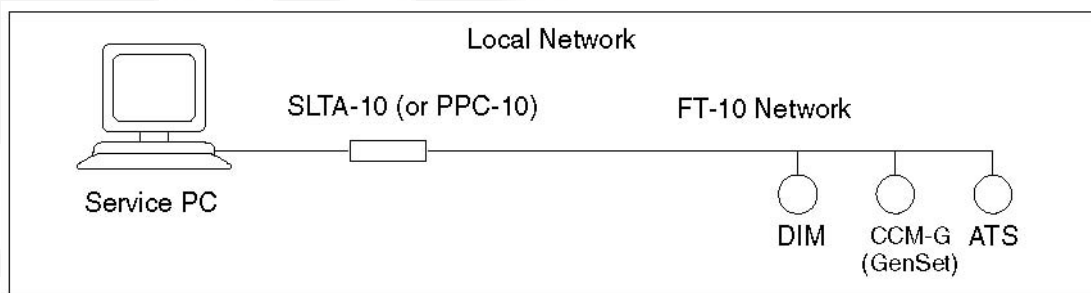 Local Network
SLTA-10 (or PPC-10)
FT-10 Network
Service PC
DIM
CCM-G
(GenSet)
ATS